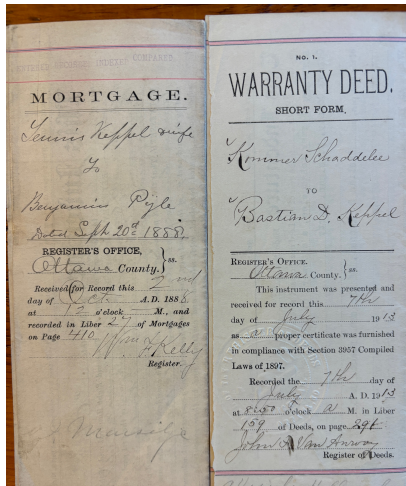 ENTERED COMPARED INDEXED COMPARED
MORTGAGE.
Teunis Keppel & wife
To
Benjamin Pyle
Dated Sept. 20th 1888.
REGISTER'S OFFICE, } ss.
Ottawa County.
Received for Record this 2nd
day of Oct. A. D. 1888
at 12 o'clock M., and
recorded in Liber 27 of Mortgages
on Page 410
Wm F Kelly
Register.
No. 1.
WARRANTY DEED.
SHORT FORM.
Kommer Schaddelee
TO
Bastian D. Keppel
REGISTER'S OFFICE. } ss.
Ottawa County.
This instrument was presented and
received for record this 7th
day of July 1913
as a proper certificate was furnished
in compliance with Section 3957 Compiled
Laws of 1897.
Recorded the 7th day of
July A. D. 1913
at 8:50 o'clock a M. in Liber
159 of Deeds, on page
John Van Anrooy
Register of Deeds.